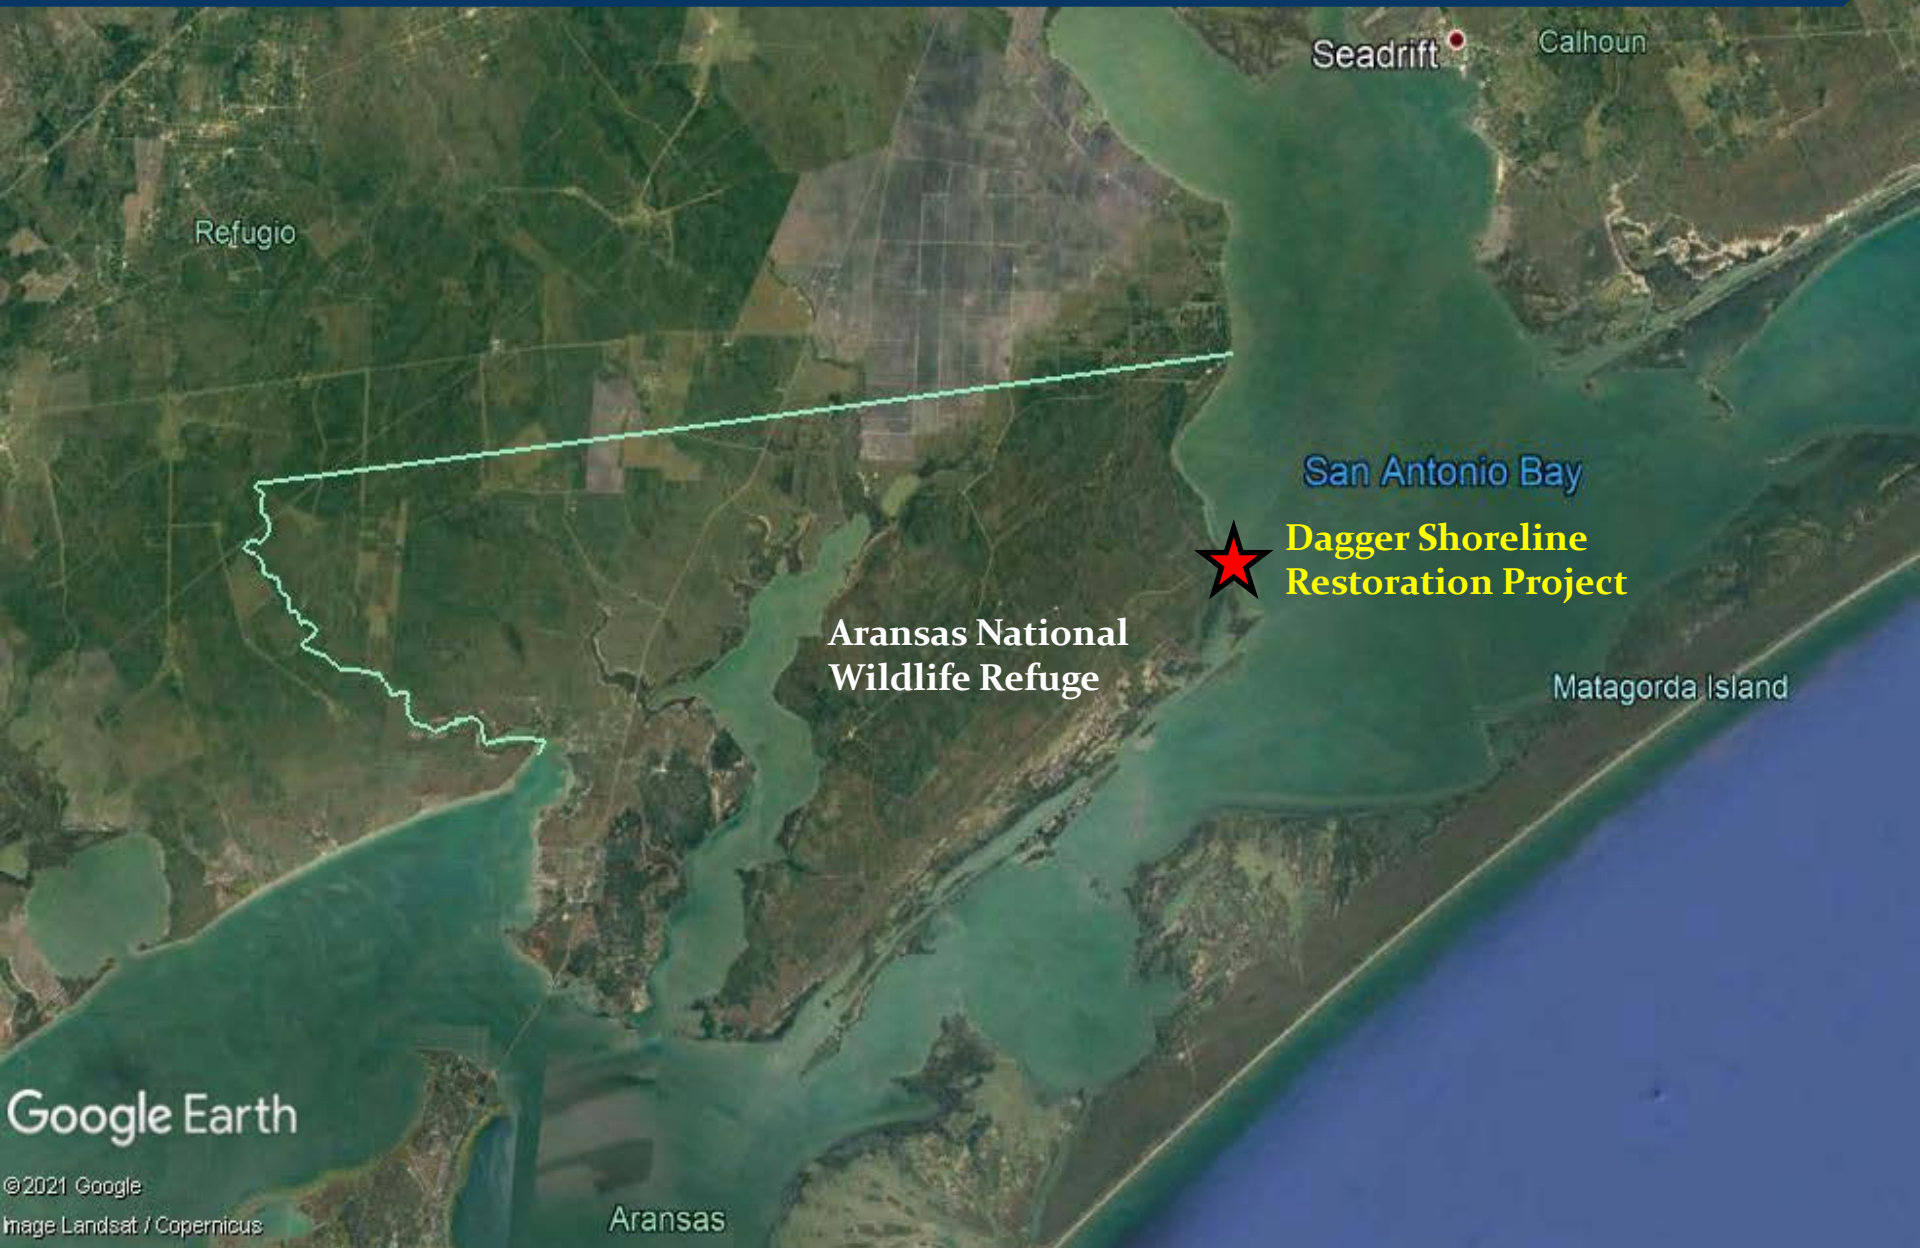 Seadrift
Calhoun
Refugio
San Antonio Bay
Dagger Shoreline
Restoration Project
Aransas National
Wildlife Refuge
Matagorda Island
Google Earth
©2021 Google
Image Landsat / Copernicus
Aransas